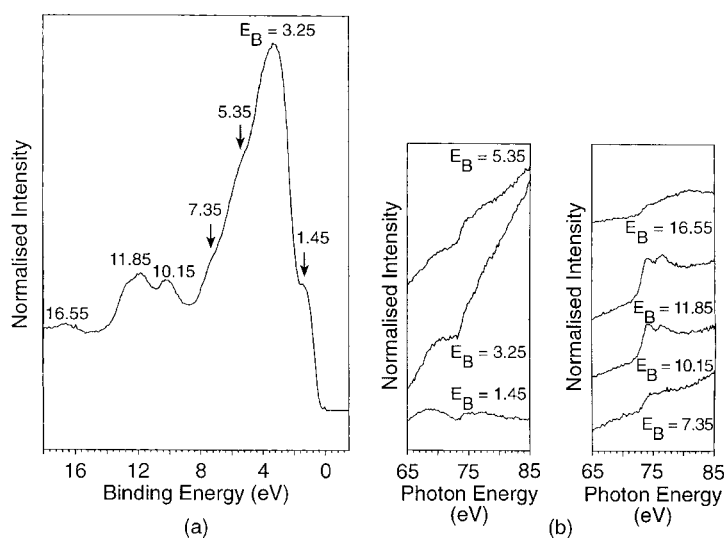 E_B = 3.25
5.35
7.35
1.45
11.85
10.15
16.55
Normalised Intensity
16 12 8 4 0
Binding Energy (eV)
(a)
E_B = 5.35
E_B = 3.25
E_B = 1.45
Normalised Intensity
65 75 85
Photon Energy
(eV)
E_B = 16.55
E_B = 11.85
E_B = 10.15
E_B = 7.35
Normalised Intensity
65 75 85
Photon Energy
(eV)
(b)